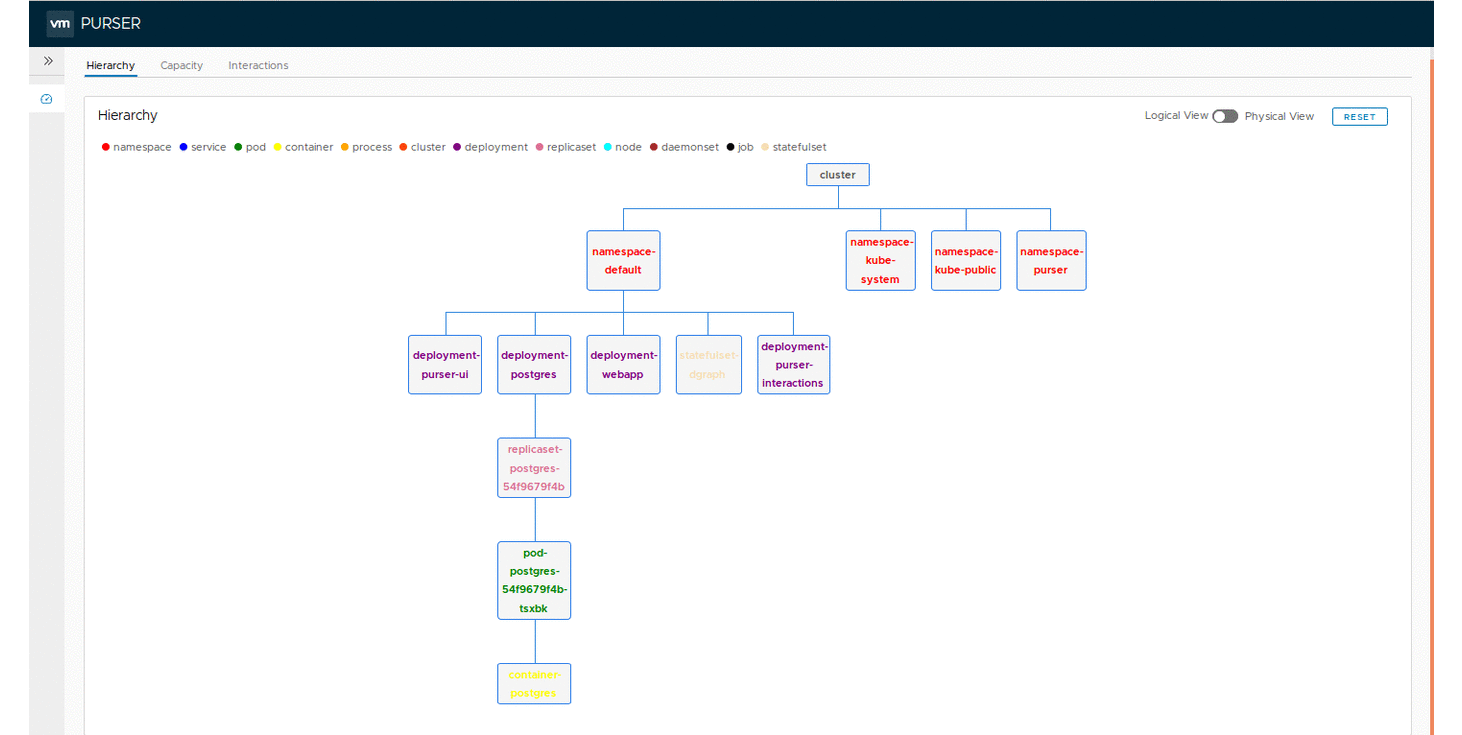 vm PURSER
Hierarchy Capacity Interactions
Hierarchy
Logical View Physical View RESET
namespace service pod container process cluster deployment replicaset node daemonset job statefulset
cluster
namespace-
default
namespace-
kube-
system
namespace-
kube-public
namespace-
purser
deployment-
purser-ui
deployment-
postgres
deployment-
webapp
statefulset-
dgraph
deployment-
purser-
interactions
replicaset-
postgres-
54f9679f4b
pod-
postgres-
54f9679f4b-
tsxbk
container-
postgres